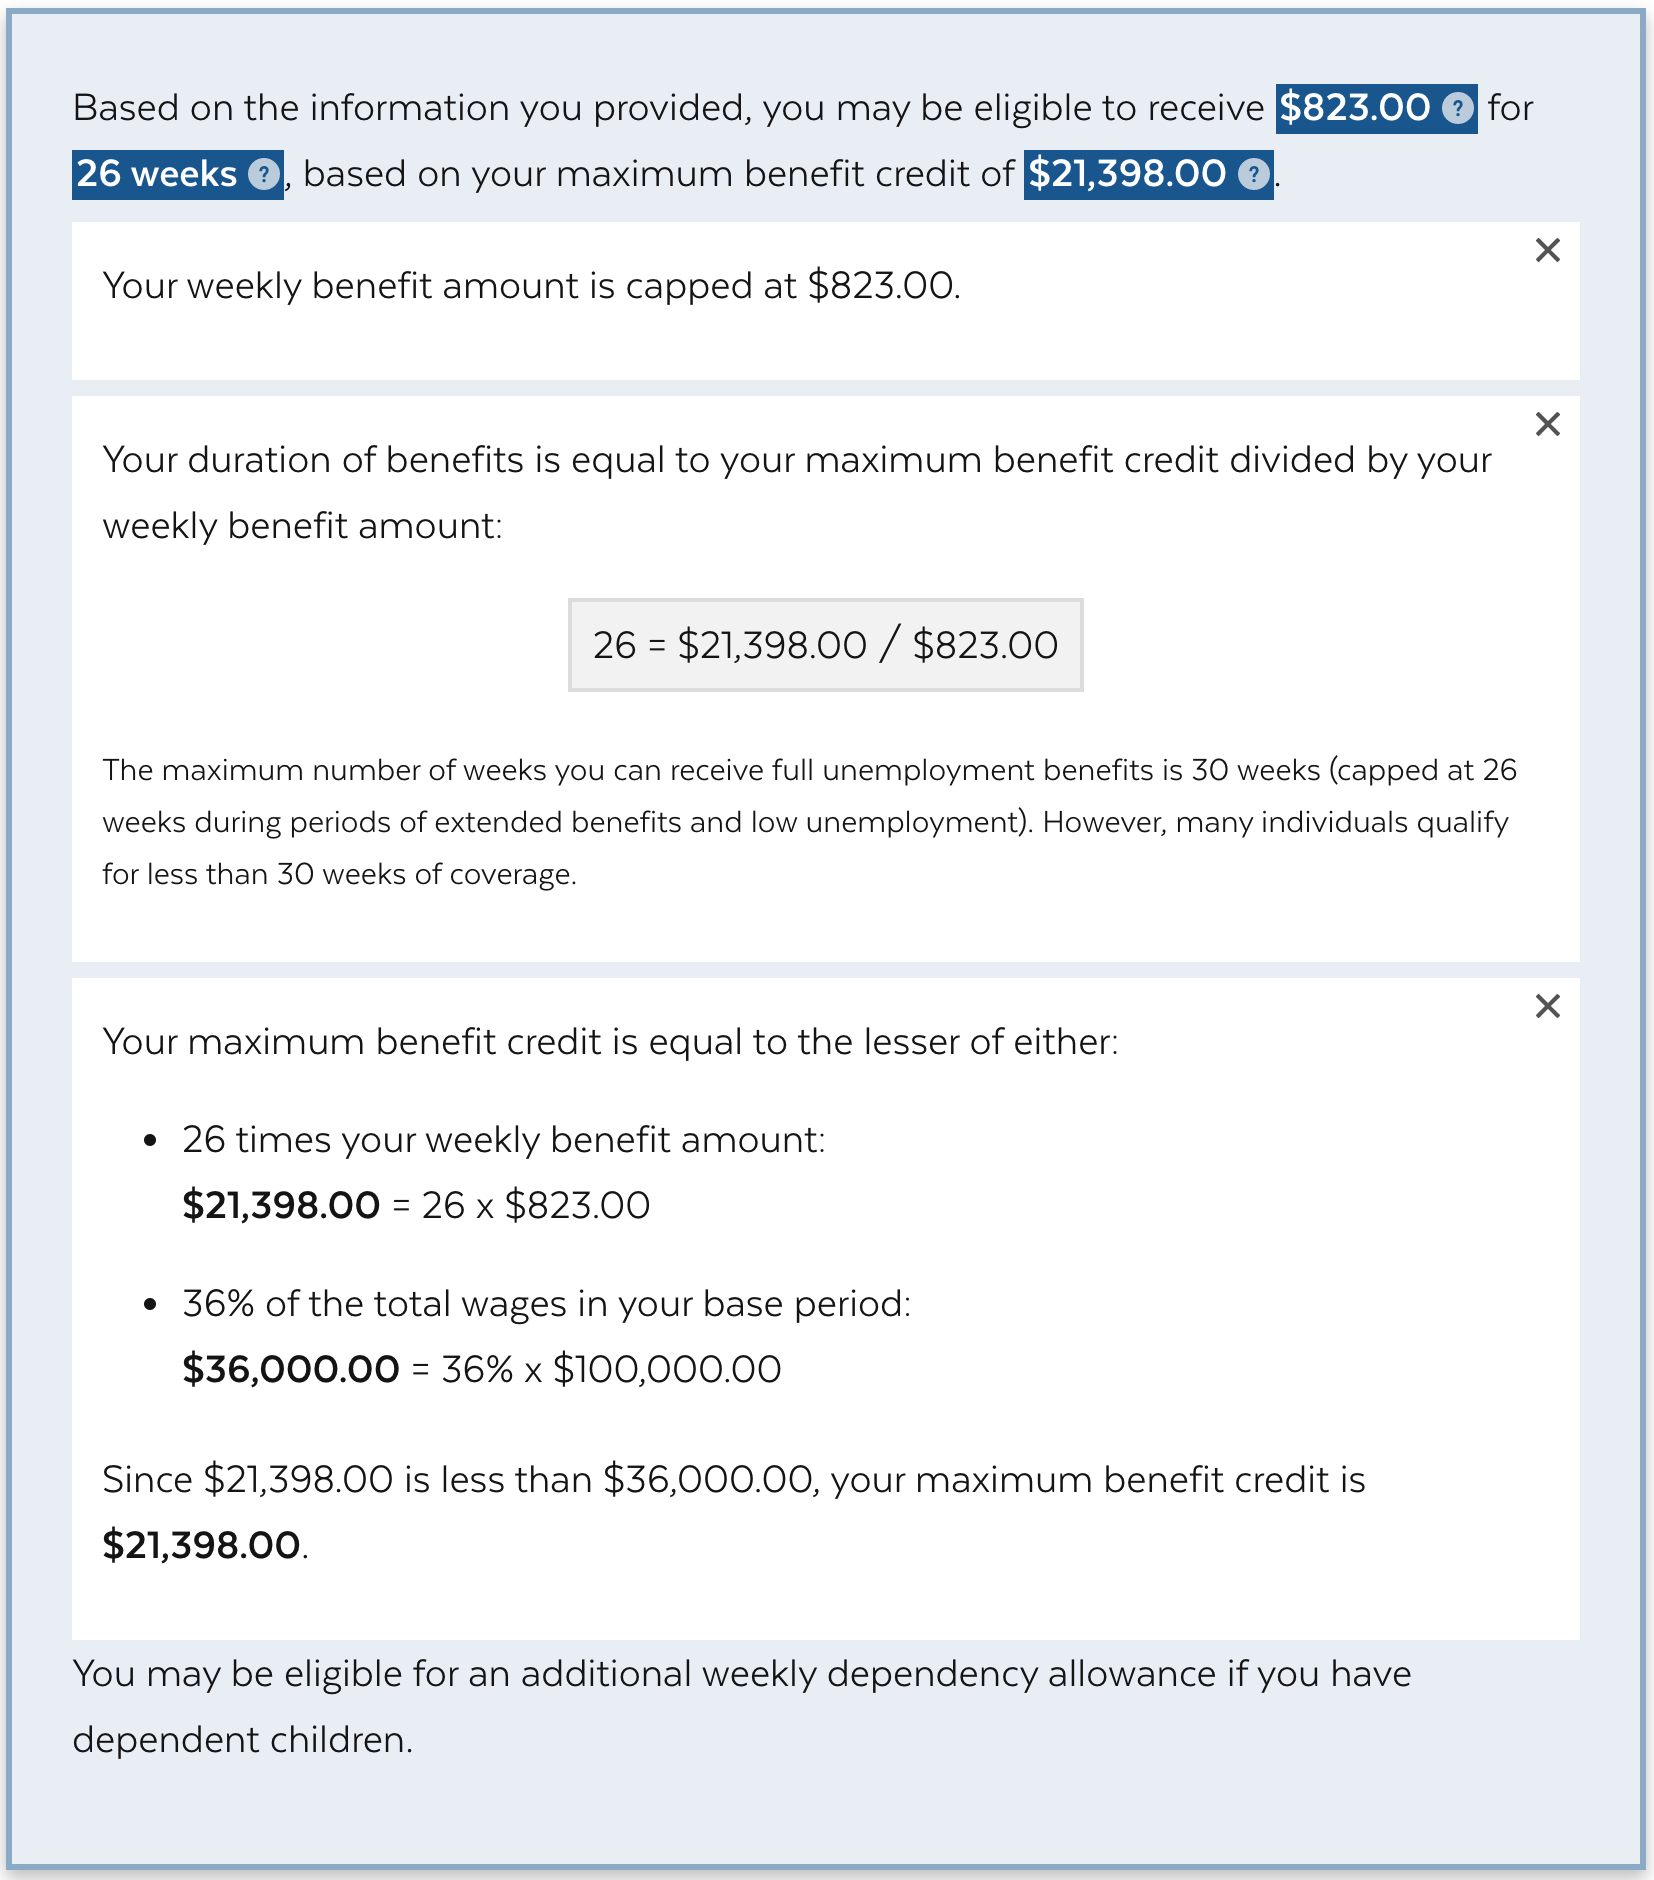 Based on the information you provided, you may be eligible to receive $823.00 ? for
26 weeks ?, based on your maximum benefit credit of $21,398.00 ?.
Your weekly benefit amount is capped at $823.00.
Your duration of benefits is equal to your maximum benefit credit divided by your
weekly benefit amount:
26 = $21,398.00 / $823.00
The maximum number of weeks you can receive full unemployment benefits is 30 weeks (capped at 26
weeks during periods of extended benefits and low unemployment). However, many individuals qualify
for less than 30 weeks of coverage.
Your maximum benefit credit is equal to the lesser of either:
• 26 times your weekly benefit amount:
$21,398.00 = 26 x $823.00
• 36% of the total wages in your base period:
$36,000.00 = 36% x $100,000.00
Since $21,398.00 is less than $36,000.00, your maximum benefit credit is
$21,398.00.
You may be eligible for an additional weekly dependency allowance if you have
dependent children.